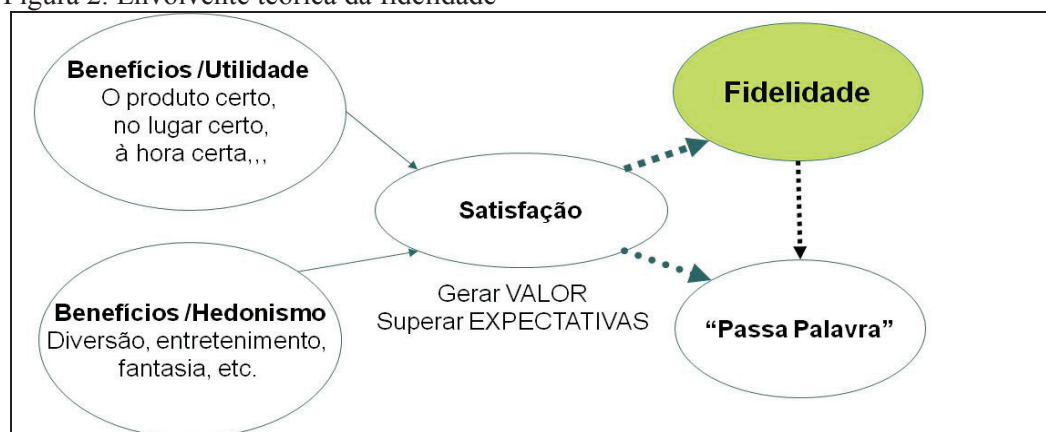 Figura 2: Envolvente teórica da fidelidade
Benefícios /Utilidade
O produto certo,
no lugar certo,
à hora certa,,,
Fidelidade
Satisfação
Gerar VALOR
Superar EXPECTATIVAS
Benefícios /Hedonismo
Diversão, entretenimento,
fantasia, etc.
“Passa Palavra”